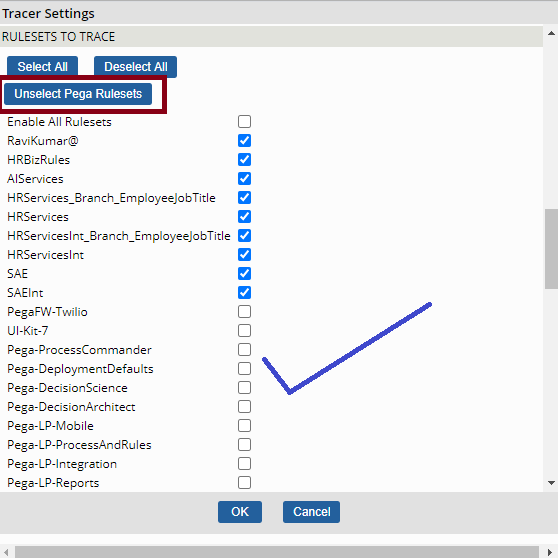 Tracer Settings
RULESETS TO TRACE
Select All Deselect All
Unselect Pega Rulesets
Enable All Rulesets
RaviKumar@
HRBizRules
AIServices
HRServices_Branch_EmployeeJobTitle
HRServices
HRServicesInt_Branch_EmployeeJobTitle
HRServicesInt
SAE
SAEInt
PegaFW-Twilio
UI-Kit-7
Pega-ProcessCommander
Pega-DeploymentDefaults
Pega-DecisionScience
Pega-DecisionArchitect
Pega-LP-Mobile
Pega-LP-ProcessAndRules
Pega-LP-Integration
Pega-LP-Reports
OK Cancel